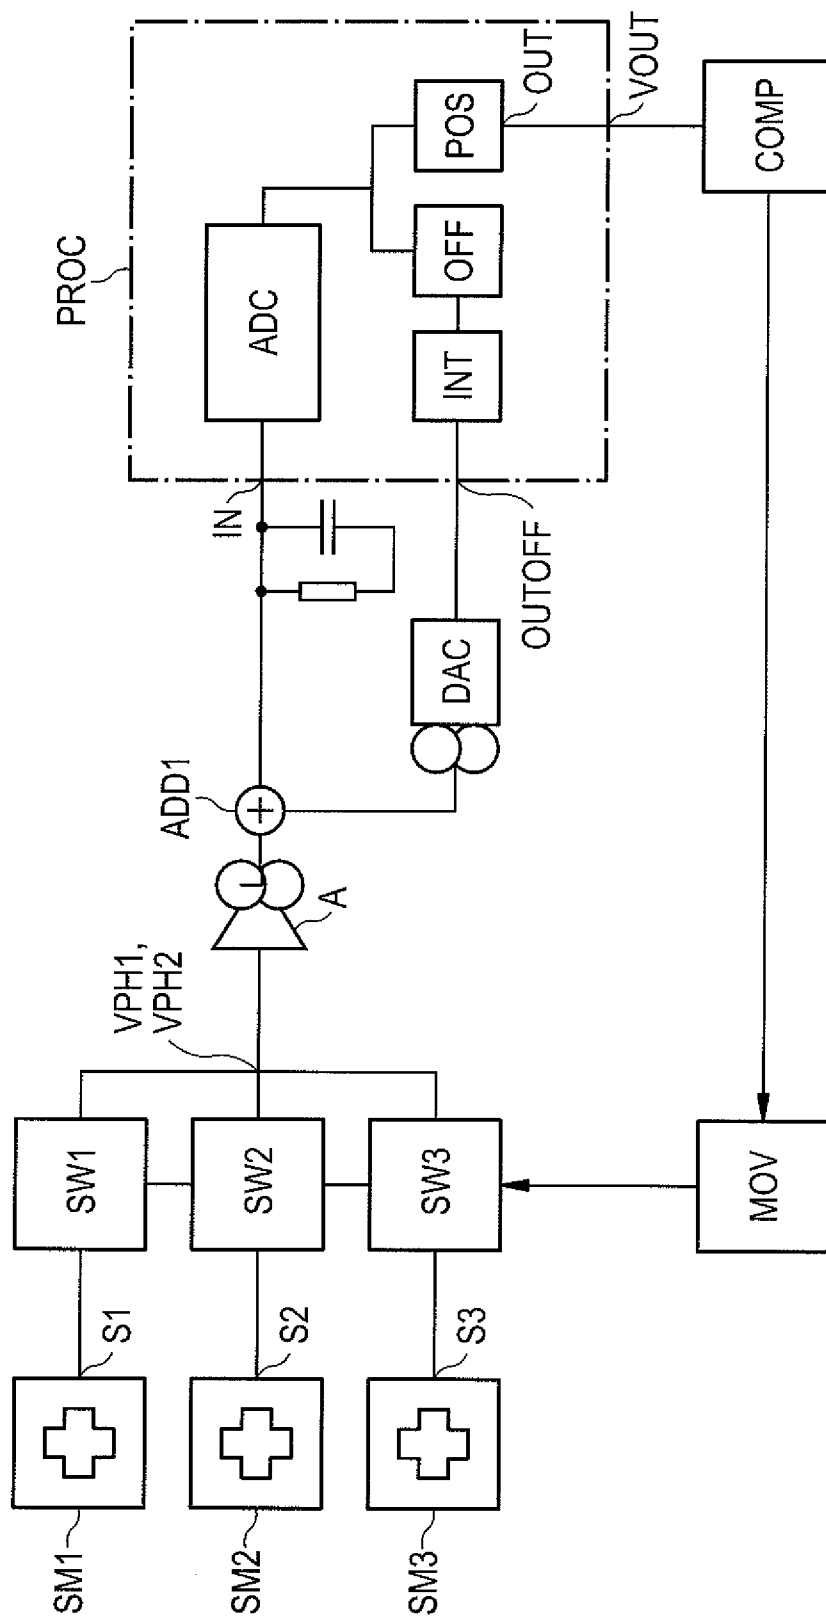 SM1
SM2
SM3
S1
S2
S3
SW1
SW2
SW3
MOV
VPH1,
VPH2
A
ADD1
DAC
IN
OUTOFF
PROC
ADC
INT
OFF
POS
OUT
VOUT
COMP